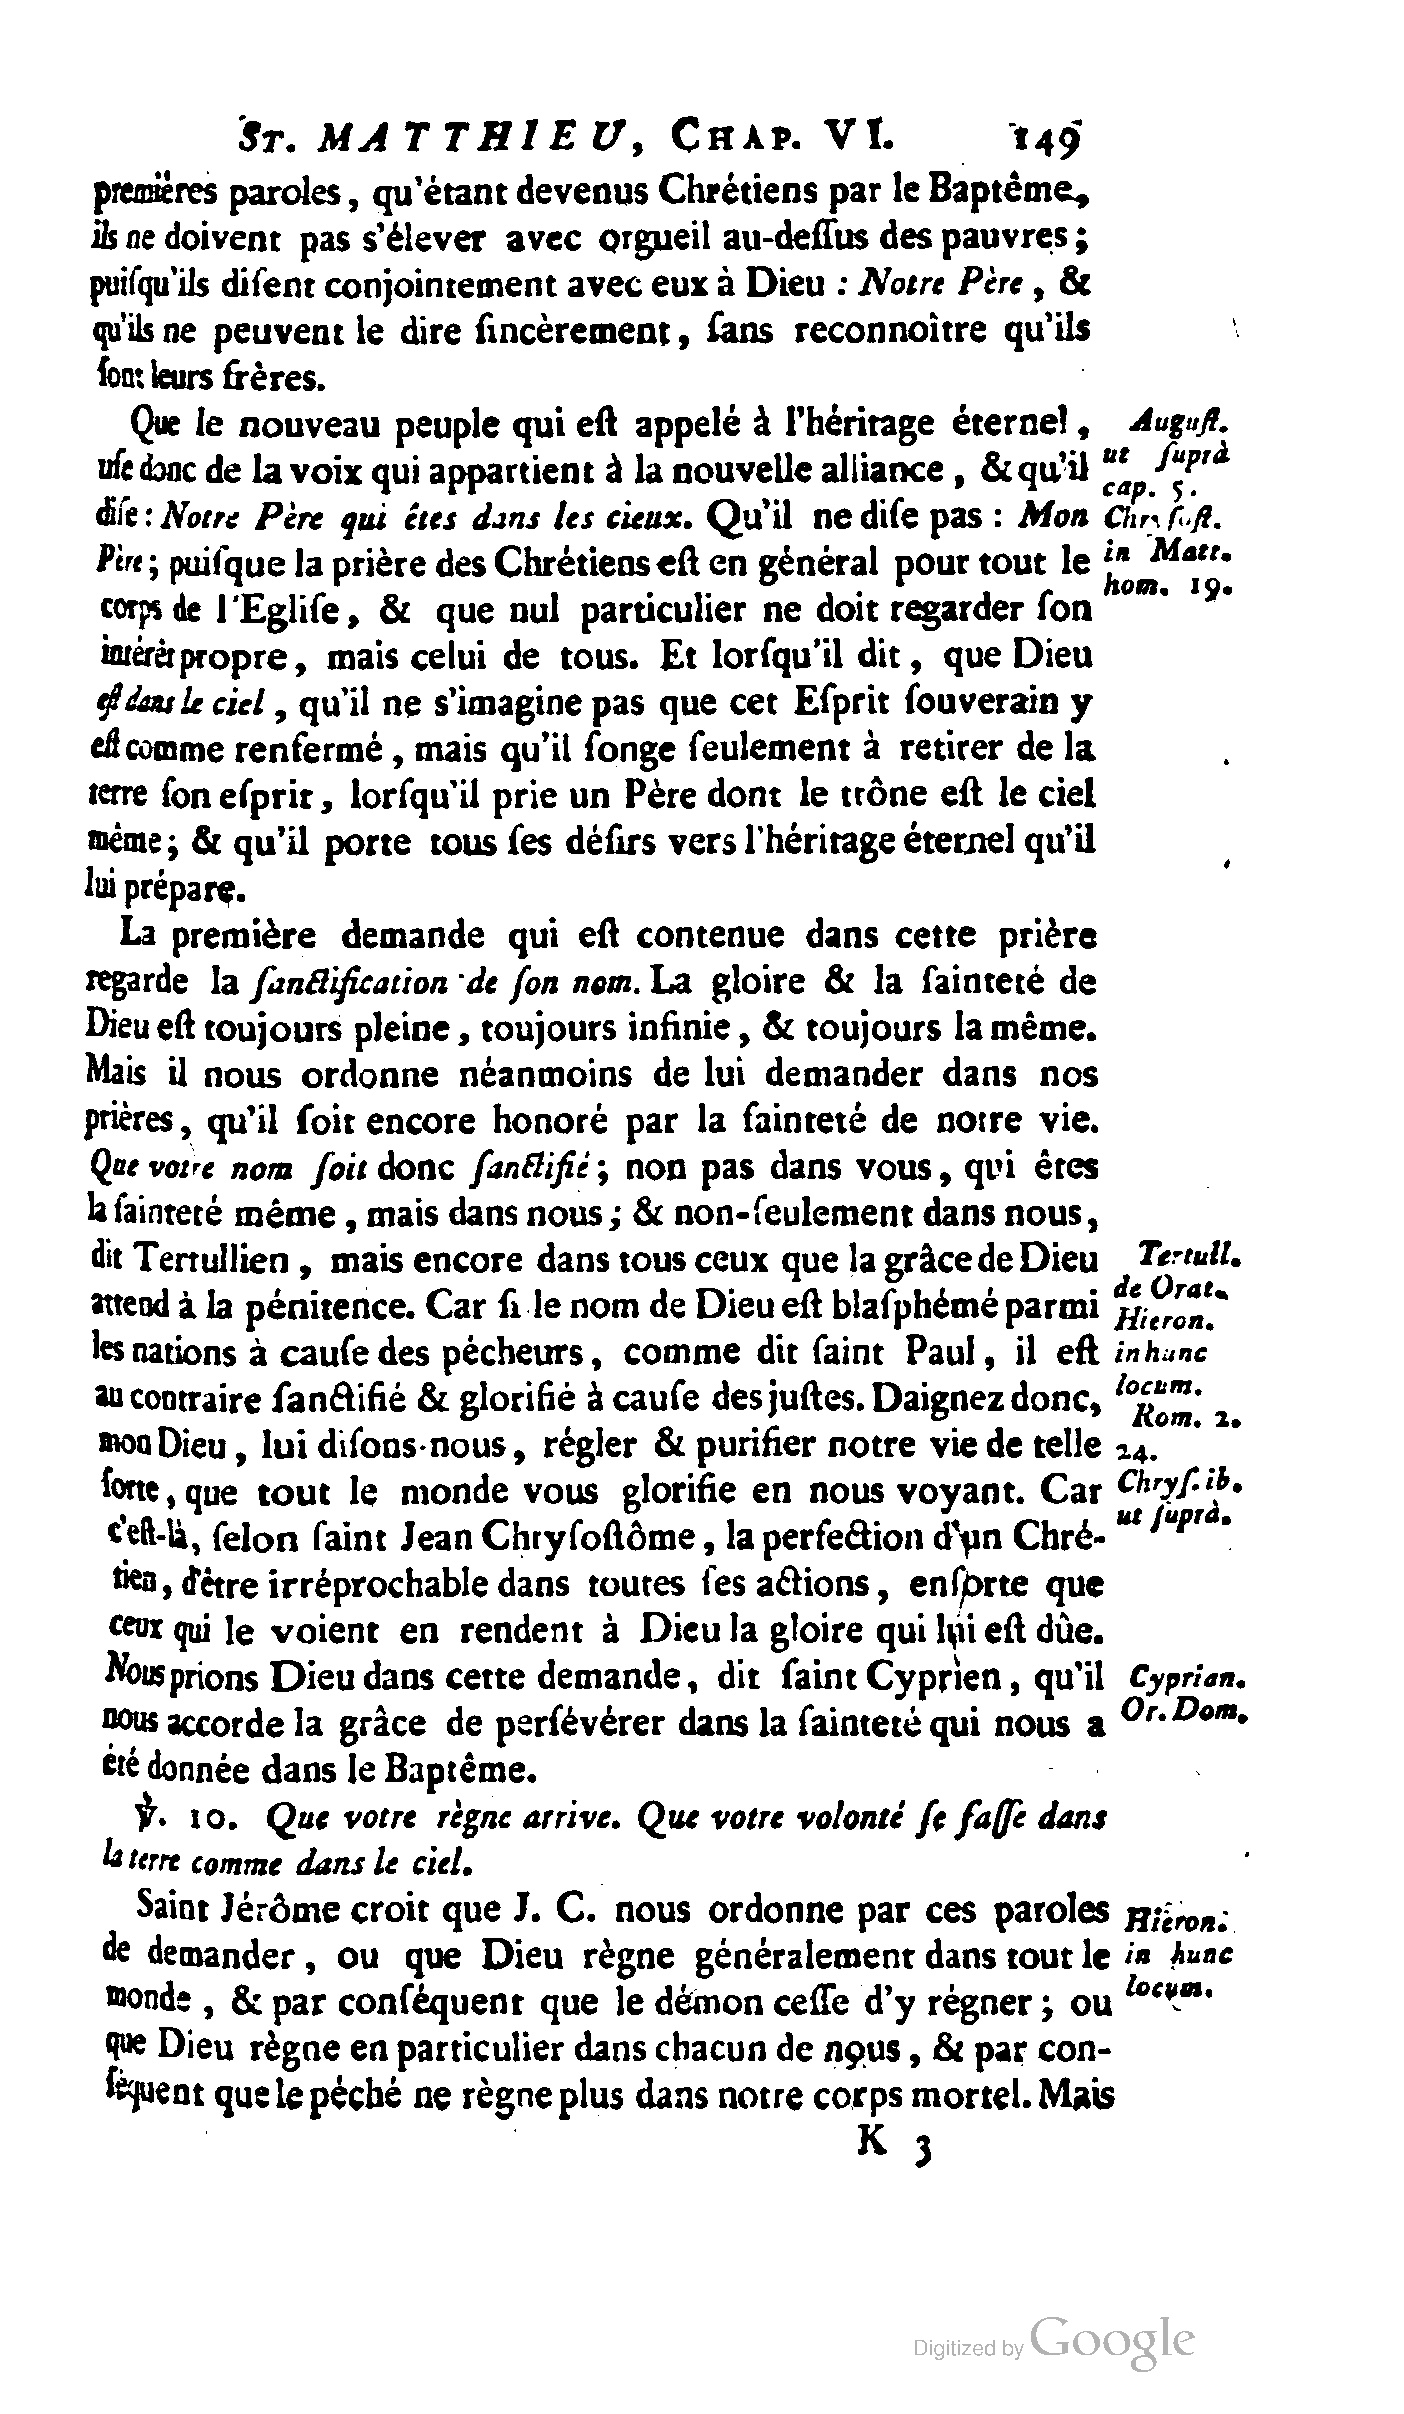 ST. MATTHIEU, CHAP. VI. 149
premières paroles, qu'étant devenus Chrétiens par le Baptême,
ils ne doivent pas s'élever avec orgueil au-deſſus des pauvres;
puiſqu'ils diſent conjointement avec eux à Dieu : Notre Père, &
qu'ils ne peuvent le dire ſincèrement, ſans reconnoître qu'ils
ſont leurs frères.
Que le nouveau peuple qui eſt appelé à l'héritage éternel,
uſe donc de la voix qui appartient à la nouvelle alliance, & qu'il
diſe : Notre Père qui êtes dans les cieux. Qu'il ne diſe pas : Mon
Père; puiſque la prière des Chrétiens eſt en général pour tout le
corps de l'Egliſe, & que nul particulier ne doit regarder ſon
intérêt propre, mais celui de tous. Et lorſqu'il dit, que Dieu
eſt dans le ciel, qu'il ne s'imagine pas que cet Eſprit ſouverain y
eſt comme renfermé, mais qu'il ſonge ſeulement à retirer de la
terre ſon eſprit, lorſqu'il prie un Père dont le trône eſt le ciel
même; & qu'il porte tous ſes déſirs vers l'héritage éternel qu'il
lui prépare.
Auguſt.
ut ſuprà
cap. 5.
Chryſoſt.
in Matt.
hom. 19.
La première demande qui eſt contenue dans cette prière
regarde la ſanctification de ſon nom. La gloire & la ſainteté de
Dieu eſt toujours pleine, toujours infinie, & toujours la même.
Mais il nous ordonne néanmoins de lui demander dans nos
prières, qu'il ſoit encore honoré par la ſainteté de notre vie.
Que votre nom ſoit donc ſanctifié; non pas dans vous, qui êtes
la ſainteté même, mais dans nous; & non-ſeulement dans nous,
dit Tertullien, mais encore dans tous ceux que la grâce de Dieu
attend à la pénitence. Car ſi le nom de Dieu eſt blaſphémé parmi
les nations à cauſe des pécheurs, comme dit ſaint Paul, il eſt
au contraire ſanctifié & glorifié à cauſe des juſtes. Daignez donc,
mon Dieu, lui diſons-nous, régler & purifier notre vie de telle
ſorte, que tout le monde vous glorifie en nous voyant. Car
c'eſt-là, ſelon ſaint Jean Chryſoſtôme, la perfection d'un Chré-
tien, d'être irréprochable dans toutes ſes actions, enſorte que
ceux qui le voient en rendent à Dieu la gloire qui lui eſt dûe.
Nous prions Dieu dans cette demande, dit ſaint Cyprien, qu'il
nous accorde la grâce de perſévérer dans la ſainteté qui nous a
été donnée dans le Baptême.
Tertull.
de Orat.
Hieron.
in hunc
locum.
Rom. 2.
24.
Chryſ. ib.
ut ſuprà.
Cyprian.
Or. Dom.
℣. 10. Que votre règne arrive. Que votre volonté ſe faſſe dans
la terre comme dans le ciel.
Saint Jérôme croit que J. C. nous ordonne par ces paroles
de demander, ou que Dieu règne généralement dans tout le
monde, & par conſéquent que le démon ceſſe d'y régner; ou
que Dieu règne en particulier dans chacun de nous, & par con-
ſéquent que le péché ne règne plus dans notre corps mortel. Mais
Hieron.
in hunc
locum.
K 3
Digitized by Google